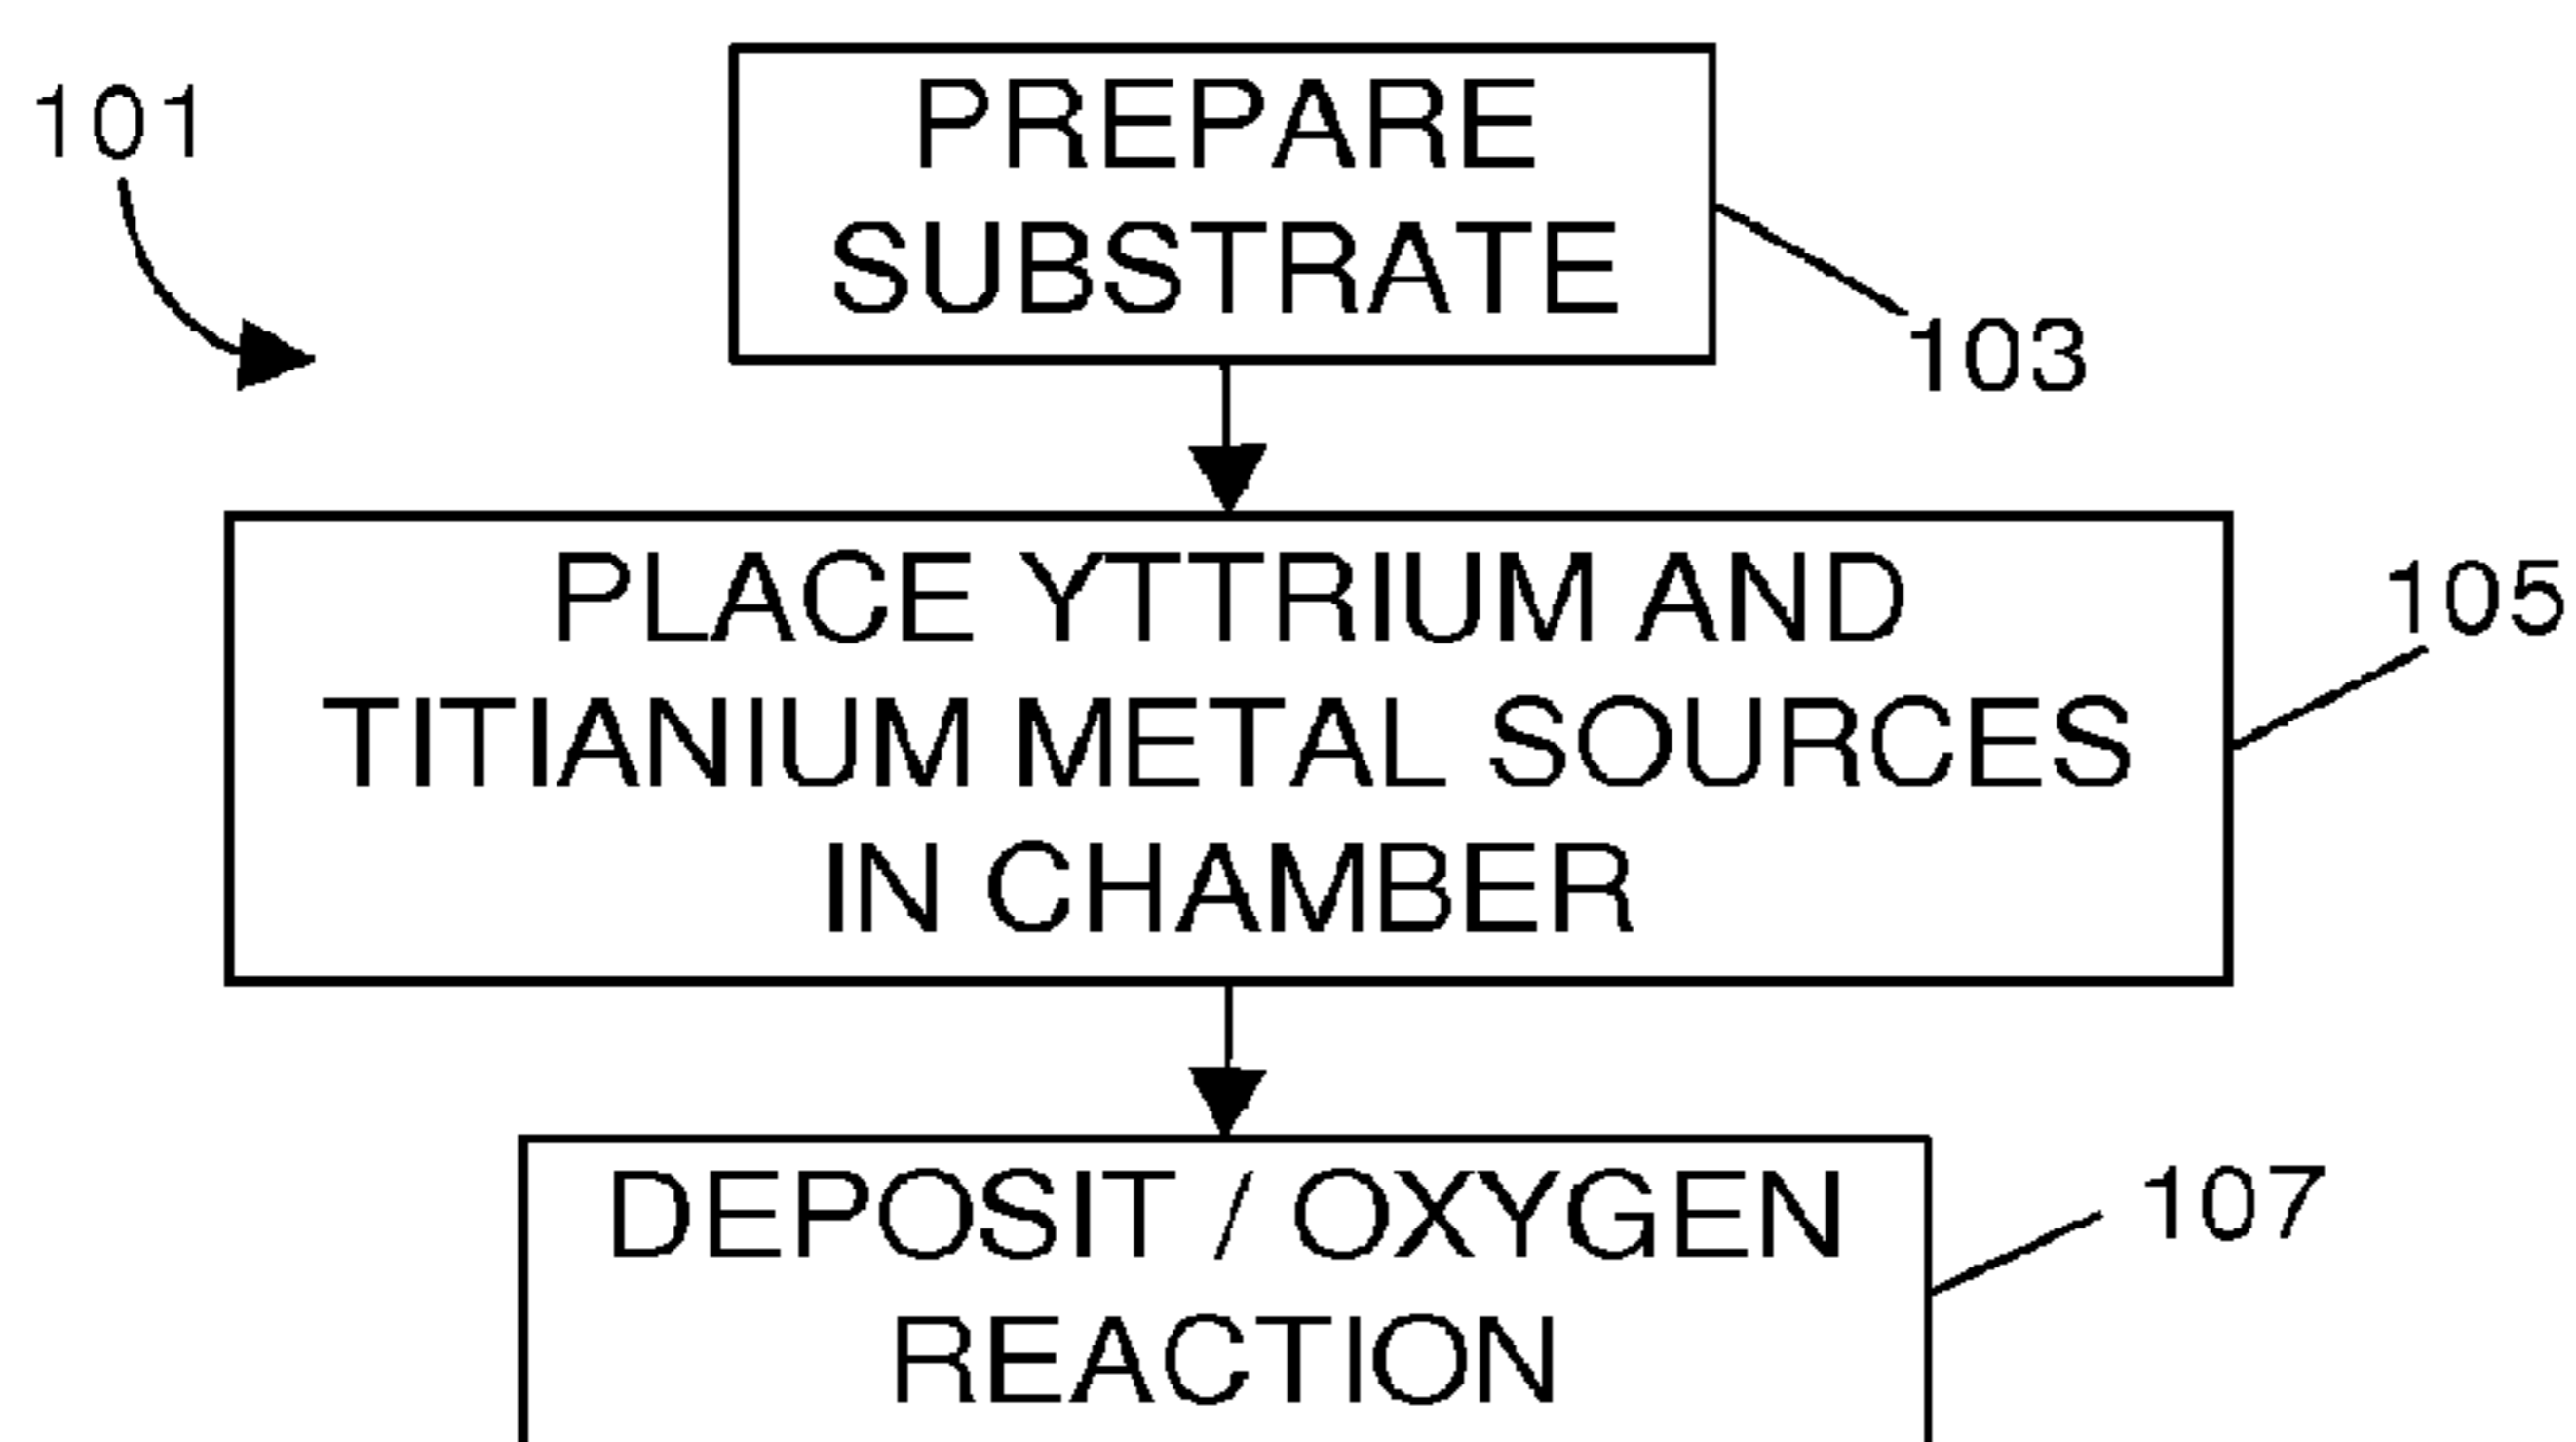 101
PREPARE
SUBSTRATE
103
PLACE YTTRIUM AND
TITIANIUM METAL SOURCES
IN CHAMBER
105
DEPOSIT / OXYGEN
REACTION
107